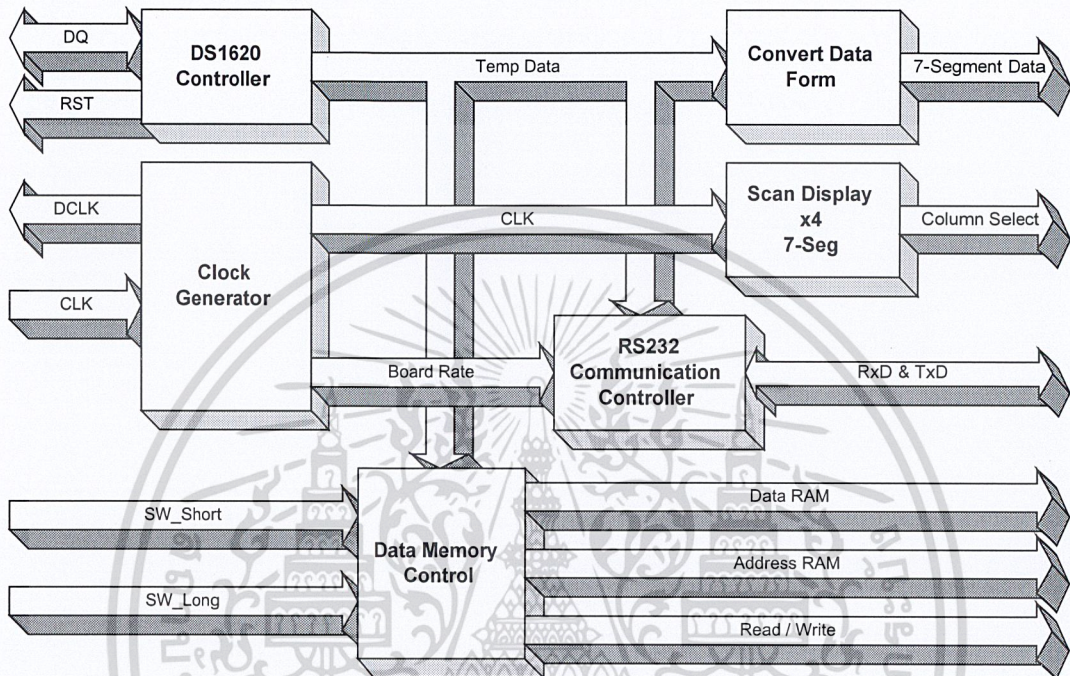 DQ
DS1620
Controller
Temp Data
Convert Data
Form
7-Segment Data
RST
DCLK
CLK
Scan Display
x4
7-Seg
Column Select
Clock
Generator
CLK
RS232
Communication
Controller
Board Rate
RxD & TxD
Data RAM
SW_Short
Data Memory
Control
Address RAM
SW_Long
Read / Write